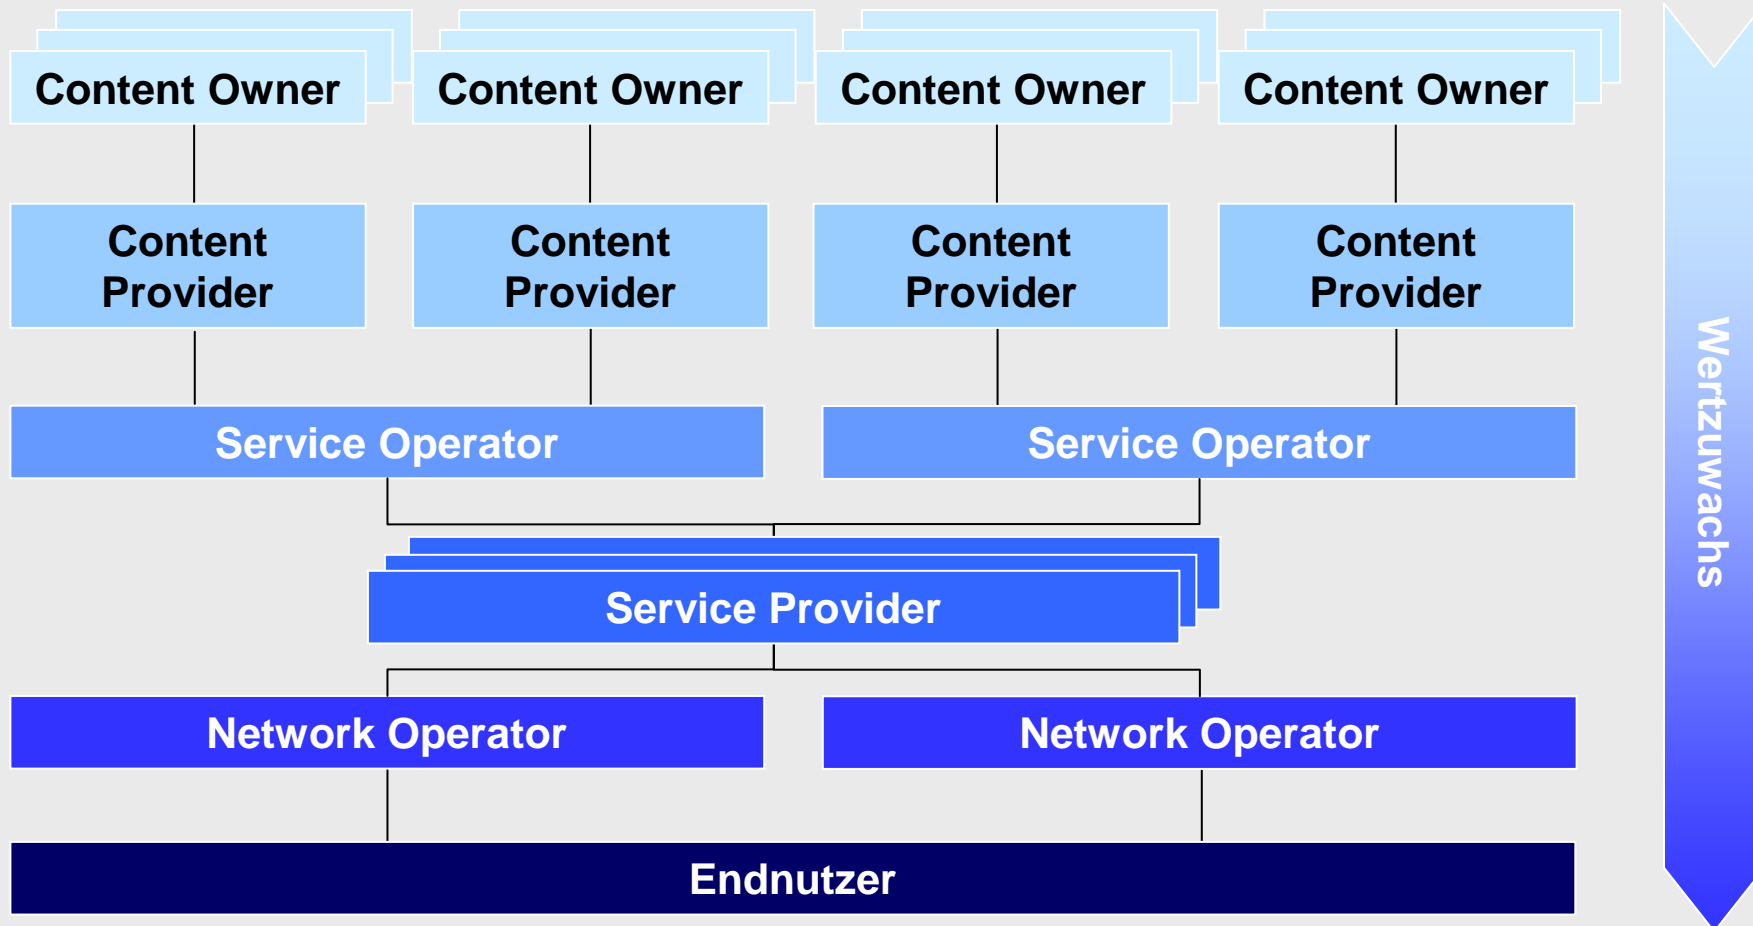 Content Owner
Content Owner
Content Owner
Content Owner
Content
Provider
Content
Provider
Content
Provider
Content
Provider
Service Operator
Service Operator
Service Provider
Network Operator
Network Operator
Endnutzer
Wertzuwachs